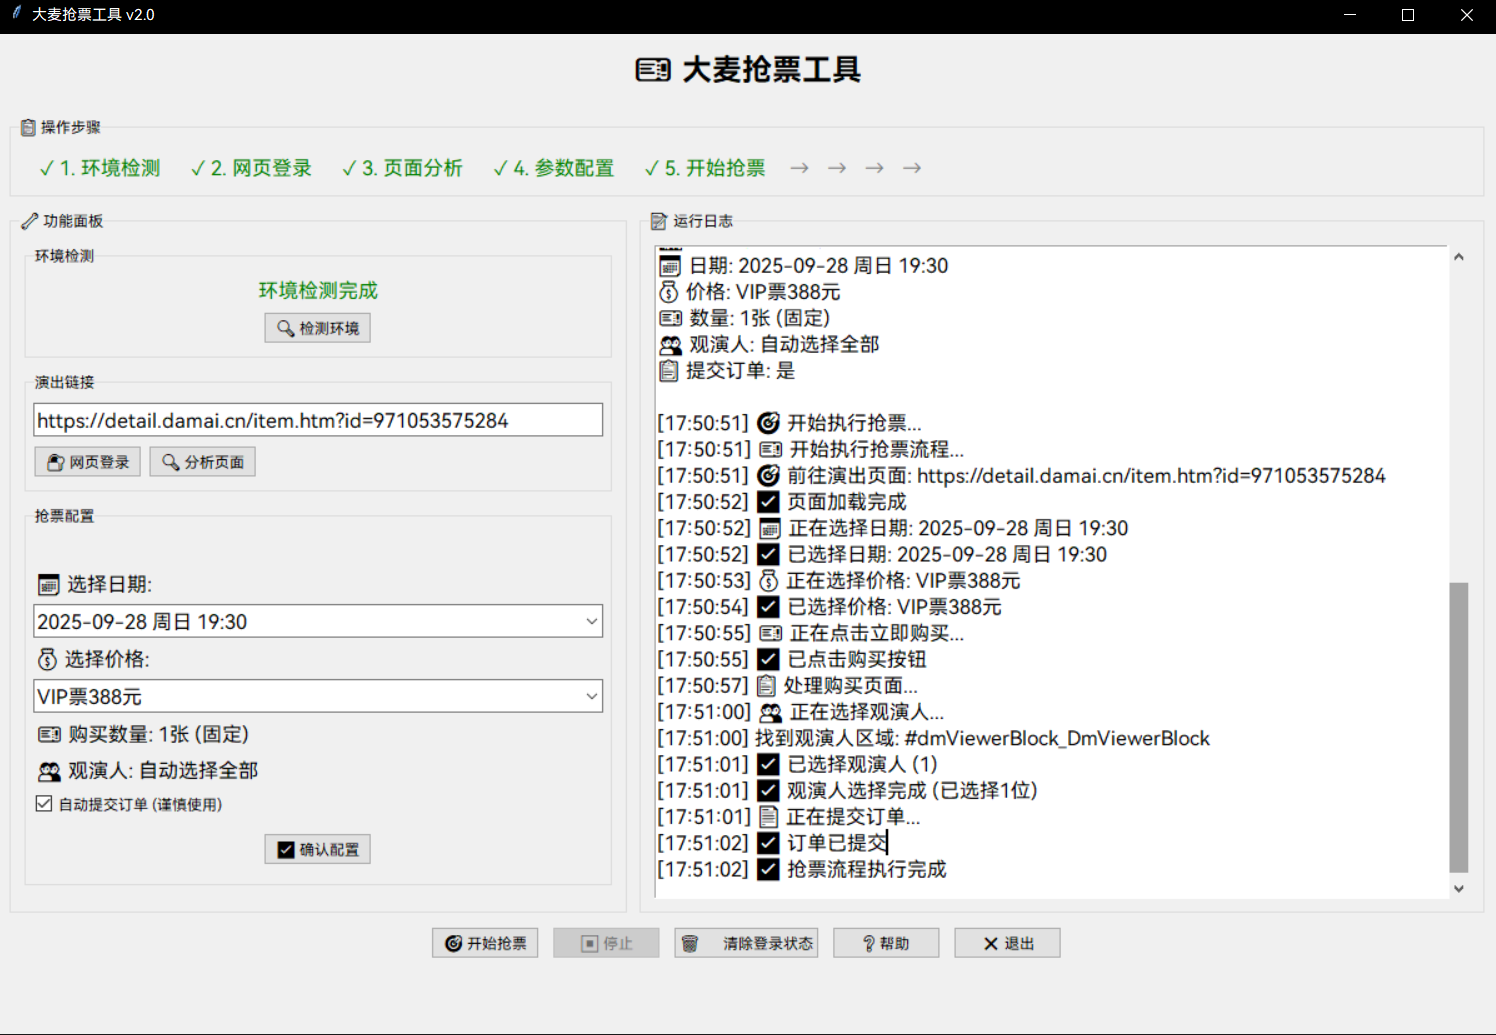 大麦抢票工具 v2.0
大麦抢票工具
操作步骤
✓ 1. 环境检测 ✓ 2. 网页登录 ✓ 3. 页面分析 ✓ 4. 参数配置 ✓ 5. 开始抢票 → → → →
功能面板
环境检测
环境检测完成
检测环境
演出链接
https://detail.damai.cn/item.htm?id=971053575284
网页登录 分析页面
抢票配置
选择日期:
2025-09-28 周日 19:30
选择价格:
VIP票388元
购买数量: 1张 (固定)
观演人: 自动选择全部
自动提交订单 (谨慎使用)
确认配置
运行日志
日期: 2025-09-28 周日 19:30
价格: VIP票388元
数量: 1张 (固定)
观演人: 自动选择全部
提交订单: 是
[17:50:51] 开始执行抢票...
[17:50:51] 开始执行抢票流程...
[17:50:51] 前往演出页面: https://detail.damai.cn/item.htm?id=971053575284
[17:50:52] 页面加载完成
[17:50:52] 正在选择日期: 2025-09-28 周日 19:30
[17:50:52] 已选择日期: 2025-09-28 周日 19:30
[17:50:53] 正在选择价格: VIP票388元
[17:50:54] 已选择价格: VIP票388元
[17:50:55] 正在点击立即购买...
[17:50:55] 已点击购买按钮
[17:50:57] 处理购买页面...
[17:51:00] 正在选择观演人...
[17:51:00] 找到观演人区域: #dmViewerBlock_DmViewerBlock
[17:51:01] 已选择观演人 (1)
[17:51:01] 观演人选择完成 (已选择1位)
[17:51:01] 正在提交订单...
[17:51:02] 订单已提交
[17:51:02] 抢票流程执行完成
开始抢票 停止 清除登录状态 帮助 退出